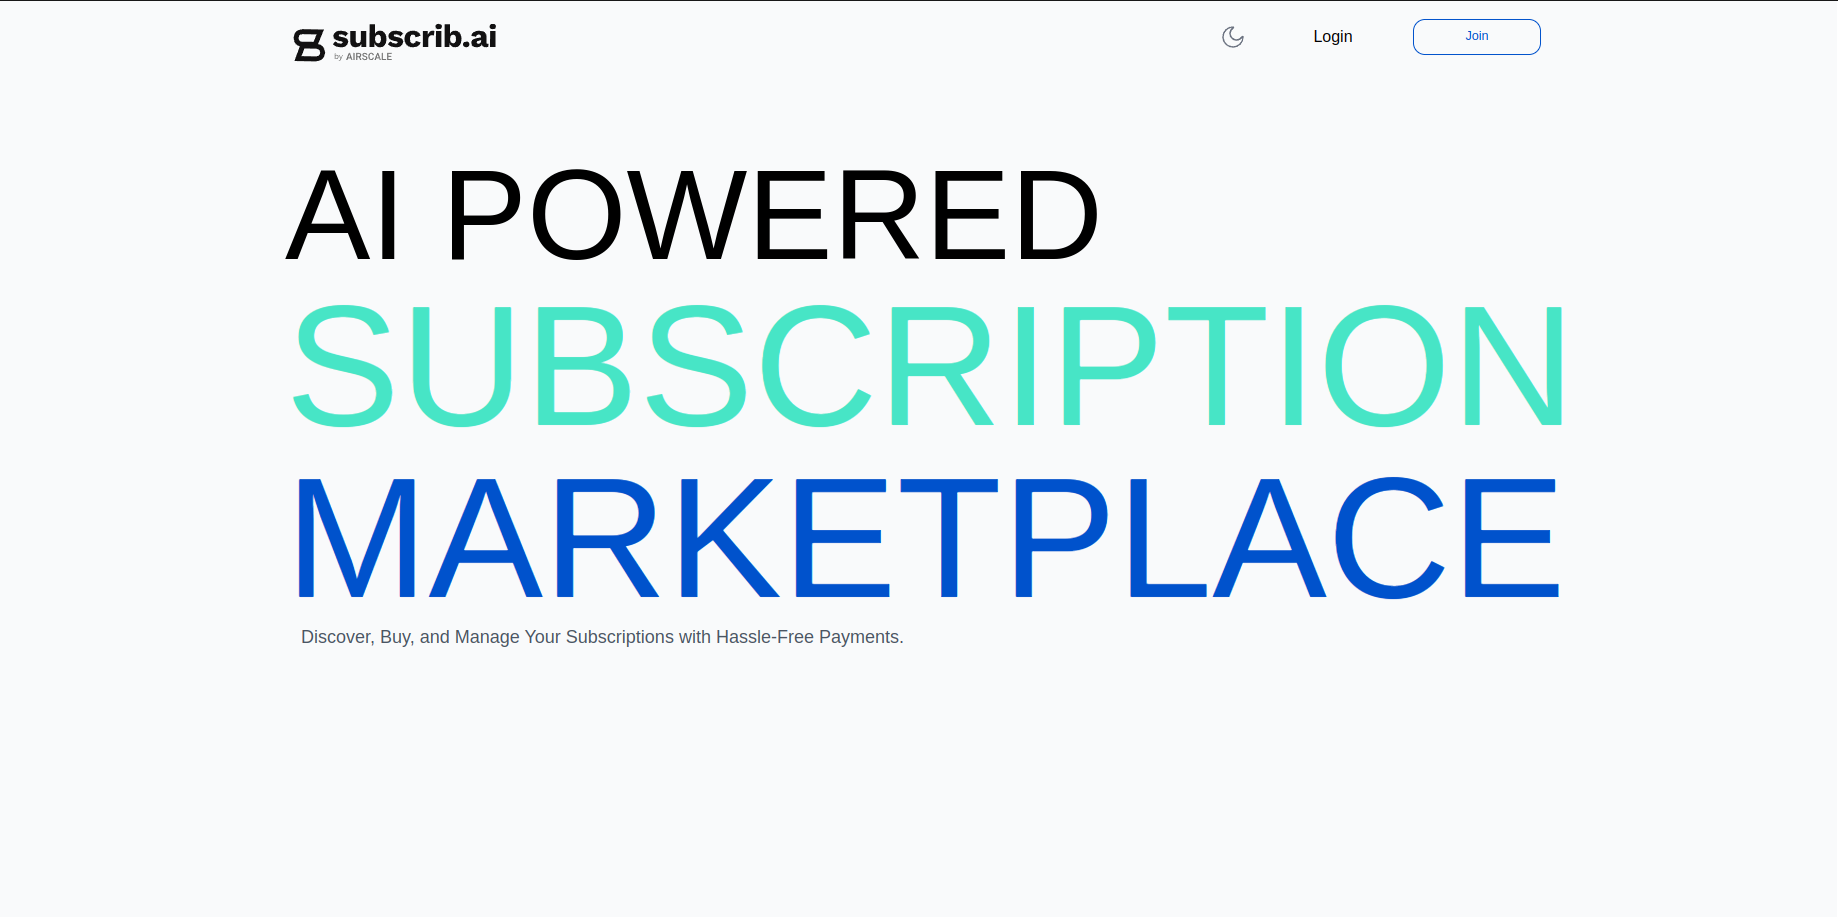 subscrib.ai
by AIRSCALE
Login
Join
AI POWERED
SUBSCRIPTION
MARKETPLACE
Discover, Buy, and Manage Your Subscriptions with Hassle-Free Payments.